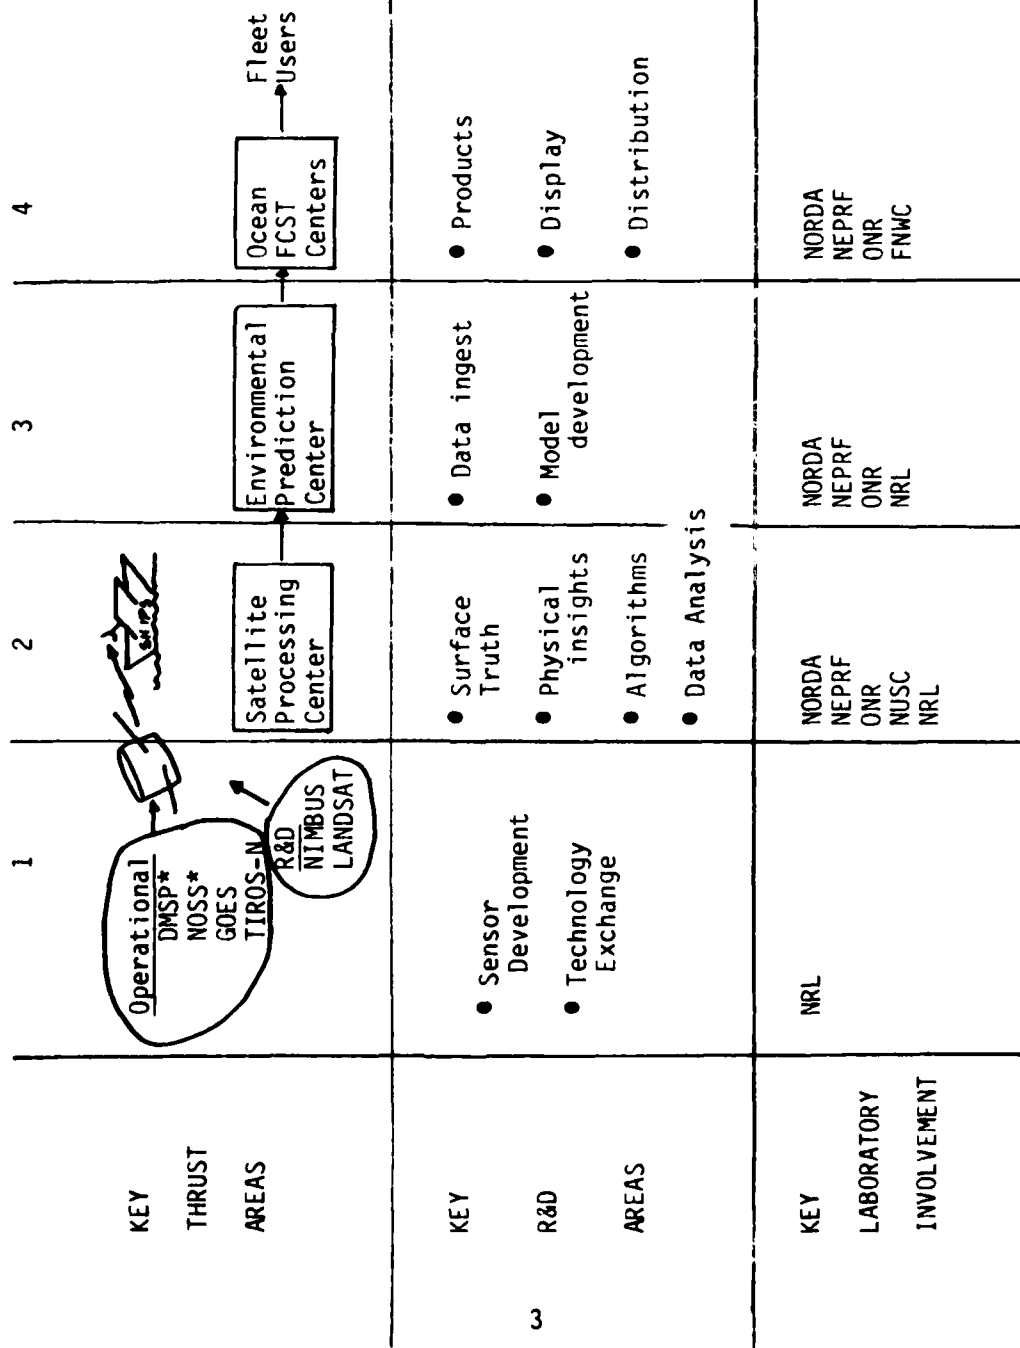 1
2
3
4
KEY
THRUST
AREAS
Operational
DMSP*
NOSS*
GOES
TIROS-N
R&D
NIMBUS
LANDSAT
SHIPS
Satellite
Processing
Center
Environmental
Prediction
Center
Ocean
FCST
Centers
Fleet
Users
KEY
R&D
AREAS
● Sensor
Development
● Technology
Exchange
● Surface
Truth
● Physical
insights
● Algorithms
● Data Analysis
● Data ingest
● Model
development
● Products
● Display
● Distribution
KEY
LABORATORY
INVOLVEMENT
NRL
NORDA
NEPRF
ONR
NUSC
NRL
NORDA
NEPRF
ONR
NRL
NORDA
NEPRF
ONR
FNWC
3